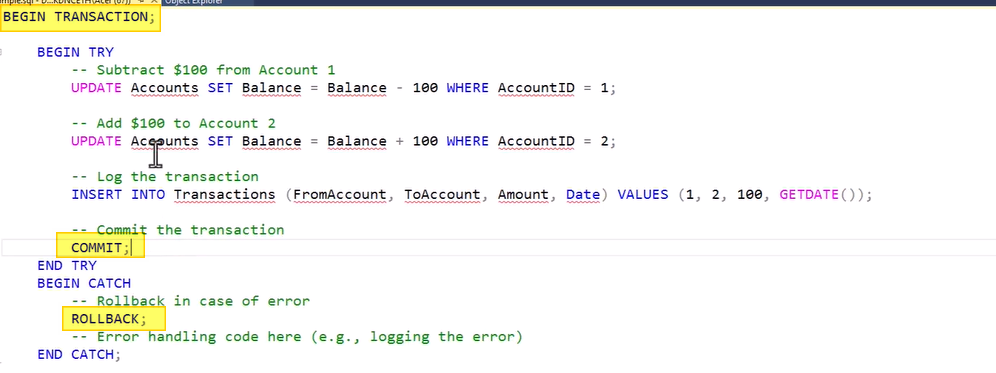 Object Explorer
BEGIN TRANSACTION;
BEGIN TRY
-- Subtract $100 from Account 1
UPDATE Accounts SET Balance = Balance - 100 WHERE AccountID = 1;
-- Add $100 to Account 2
UPDATE Accounts SET Balance = Balance + 100 WHERE AccountID = 2;
-- Log the transaction
INSERT INTO Transactions (FromAccount, ToAccount, Amount, Date) VALUES (1, 2, 100, GETDATE());
-- Commit the transaction
COMMIT;
END TRY
BEGIN CATCH
-- Rollback in case of error
ROLLBACK;
-- Error handling code here (e.g., logging the error)
END CATCH;